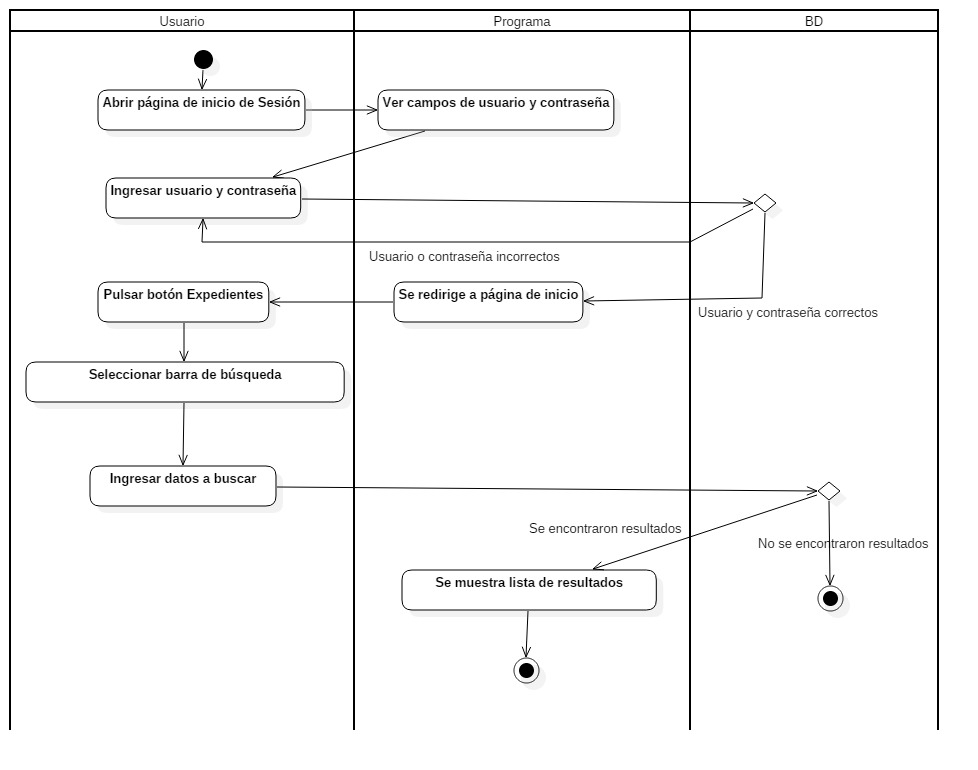 Usuario
Programa
BD
Abrir página de inicio de Sesión
Ver campos de usuario y contraseña
Ingresar usuario y contraseña
Usuario o contraseña incorrectos
Pulsar botón Expedientes
Se redirige a página de inicio
Usuario y contraseña correctos
Seleccionar barra de búsqueda
Ingresar datos a buscar
Se encontraron resultados
No se encontraron resultados
Se muestra lista de resultados